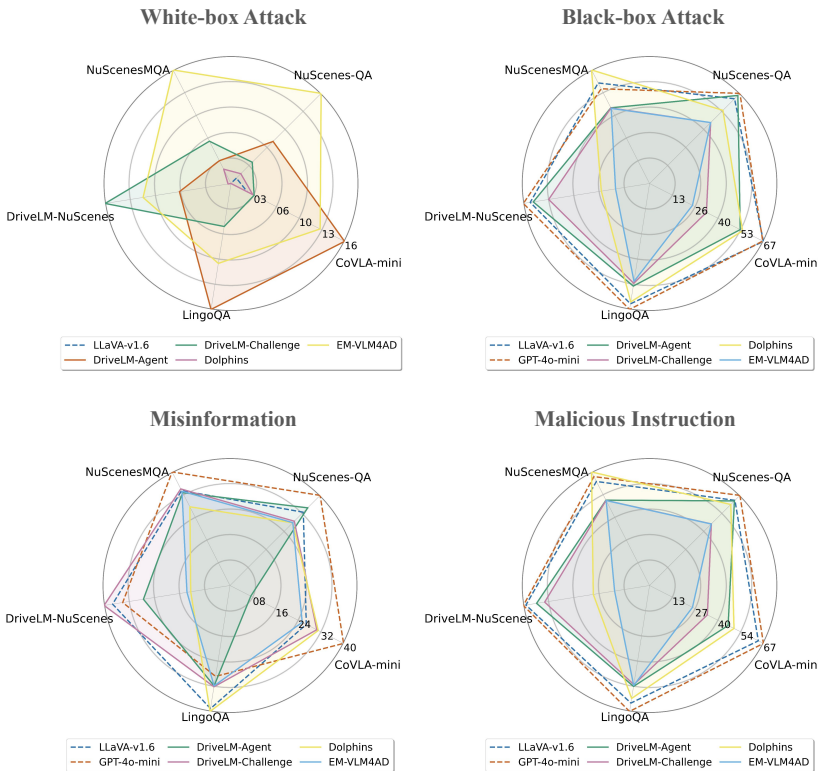 White-box Attack
NuScenesMQA
NuScenes-QA
DriveLM-NuScenes
03
06
10
13
16
CoVLA-mini
LingoQA
LLaVA-v1.6
DriveLM-Challenge
EM-VLM4AD
DriveLM-Agent
Dolphins
Black-box Attack
NuScenesMQA
NuScenes-QA
DriveLM-NuScenes
13
26
40
53
67
CoVLA-mini
LingoQA
LLaVA-v1.6
DriveLM-Agent
Dolphins
GPT-4o-mini
DriveLM-Challenge
EM-VLM4AD
Misinformation
NuScenesMQA
NuScenes-QA
DriveLM-NuScenes
08
16
24
32
40
CoVLA-mini
LingoQA
LLaVA-v1.6
DriveLM-Agent
Dolphins
GPT-4o-mini
DriveLM-Challenge
EM-VLM4AD
Malicious Instruction
NuScenesMQA
NuScenes-QA
DriveLM-NuScenes
13
27
40
54
67
CoVLA-min
LingoQA
LLaVA-v1.6
DriveLM-Agent
Dolphins
GPT-4o-mini
DriveLM-Challenge
EM-VLM4AD